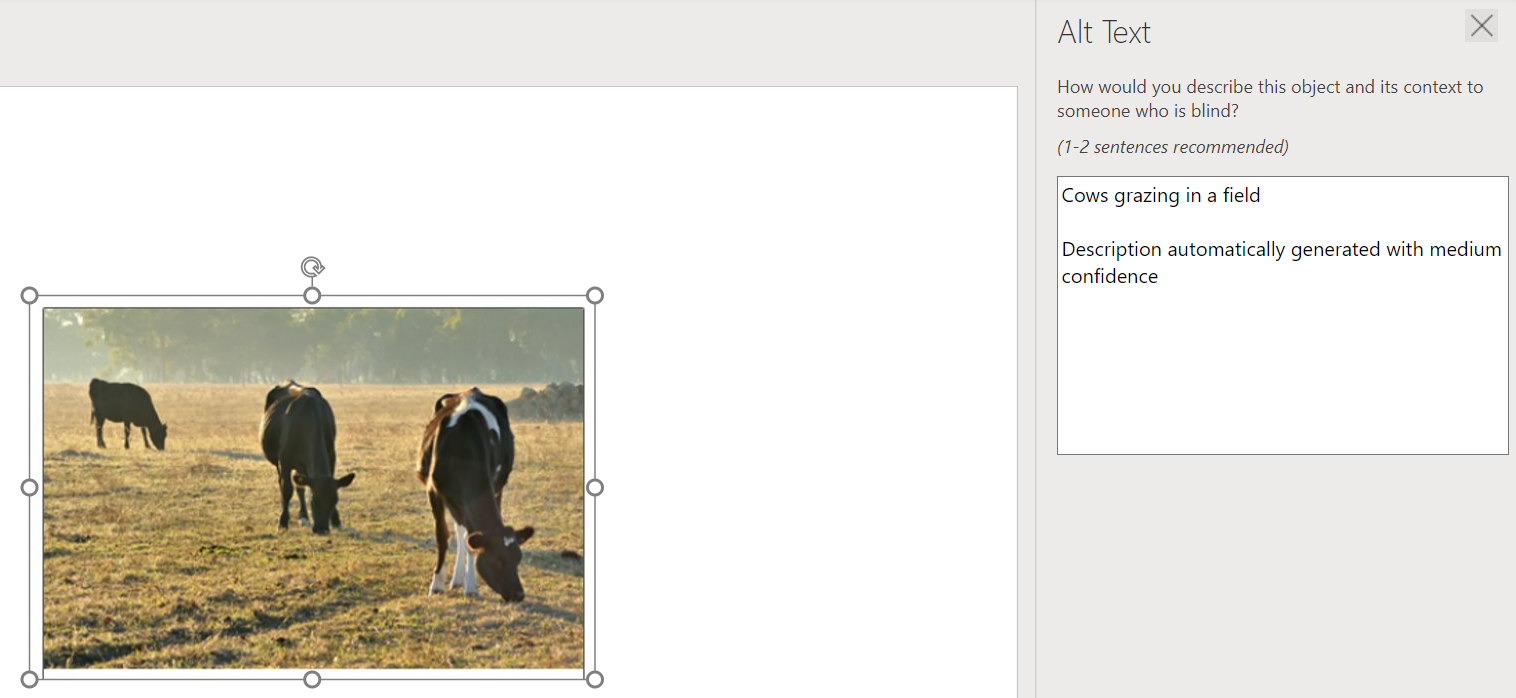 Alt Text
How would you describe this object and its context to
someone who is blind?
(1-2 sentences recommended)
Cows grazing in a field
Description automatically generated with medium
confidence